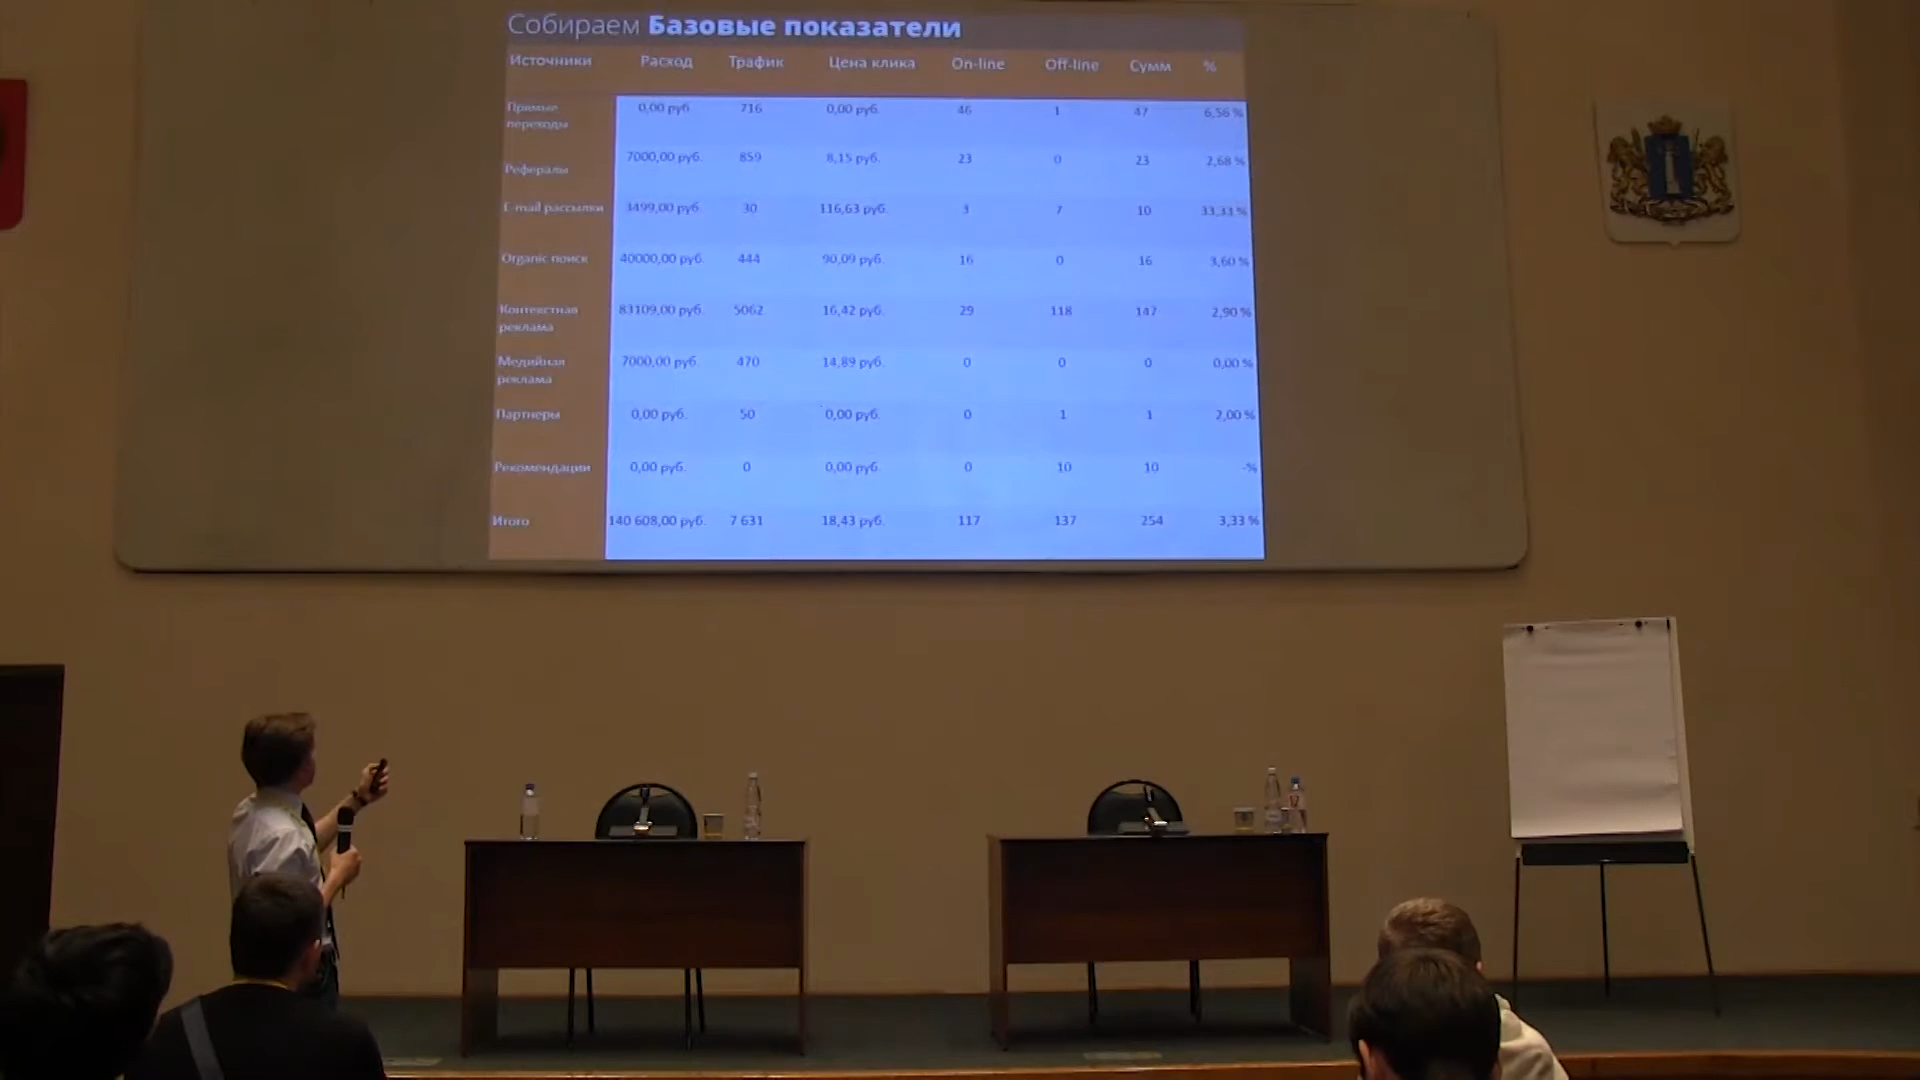 Собираем Базовые показатели
Источники Расход Трафик Цена клика On-line Off-line Сумм %
Прямые переходы 0,00 руб 716 0,00 руб. 46 1 47 6,56 %
Рефералы 7000,00 руб. 859 8,15 руб. 23 0 23 2,68 %
E-mail рассылки 3499,00 руб. 30 116,63 руб. 3 7 10 33,33 %
Organic поиск 40000,00 руб. 444 90,09 руб. 16 0 16 3,60 %
Контекстная реклама 83109,00 руб. 5062 16,42 руб. 29 118 147 2,90 %
Медийная реклама 7000,00 руб. 470 14,89 руб. 0 0 0 0,00 %
Партнеры 0,00 руб. 50 0,00 руб. 0 1 1 2,00 %
Рекомендации 0,00 руб. 0 0,00 руб. 0 10 10 -%
Итого 140 608,00 руб. 7 631 18,43 руб. 117 137 254 3,33 %